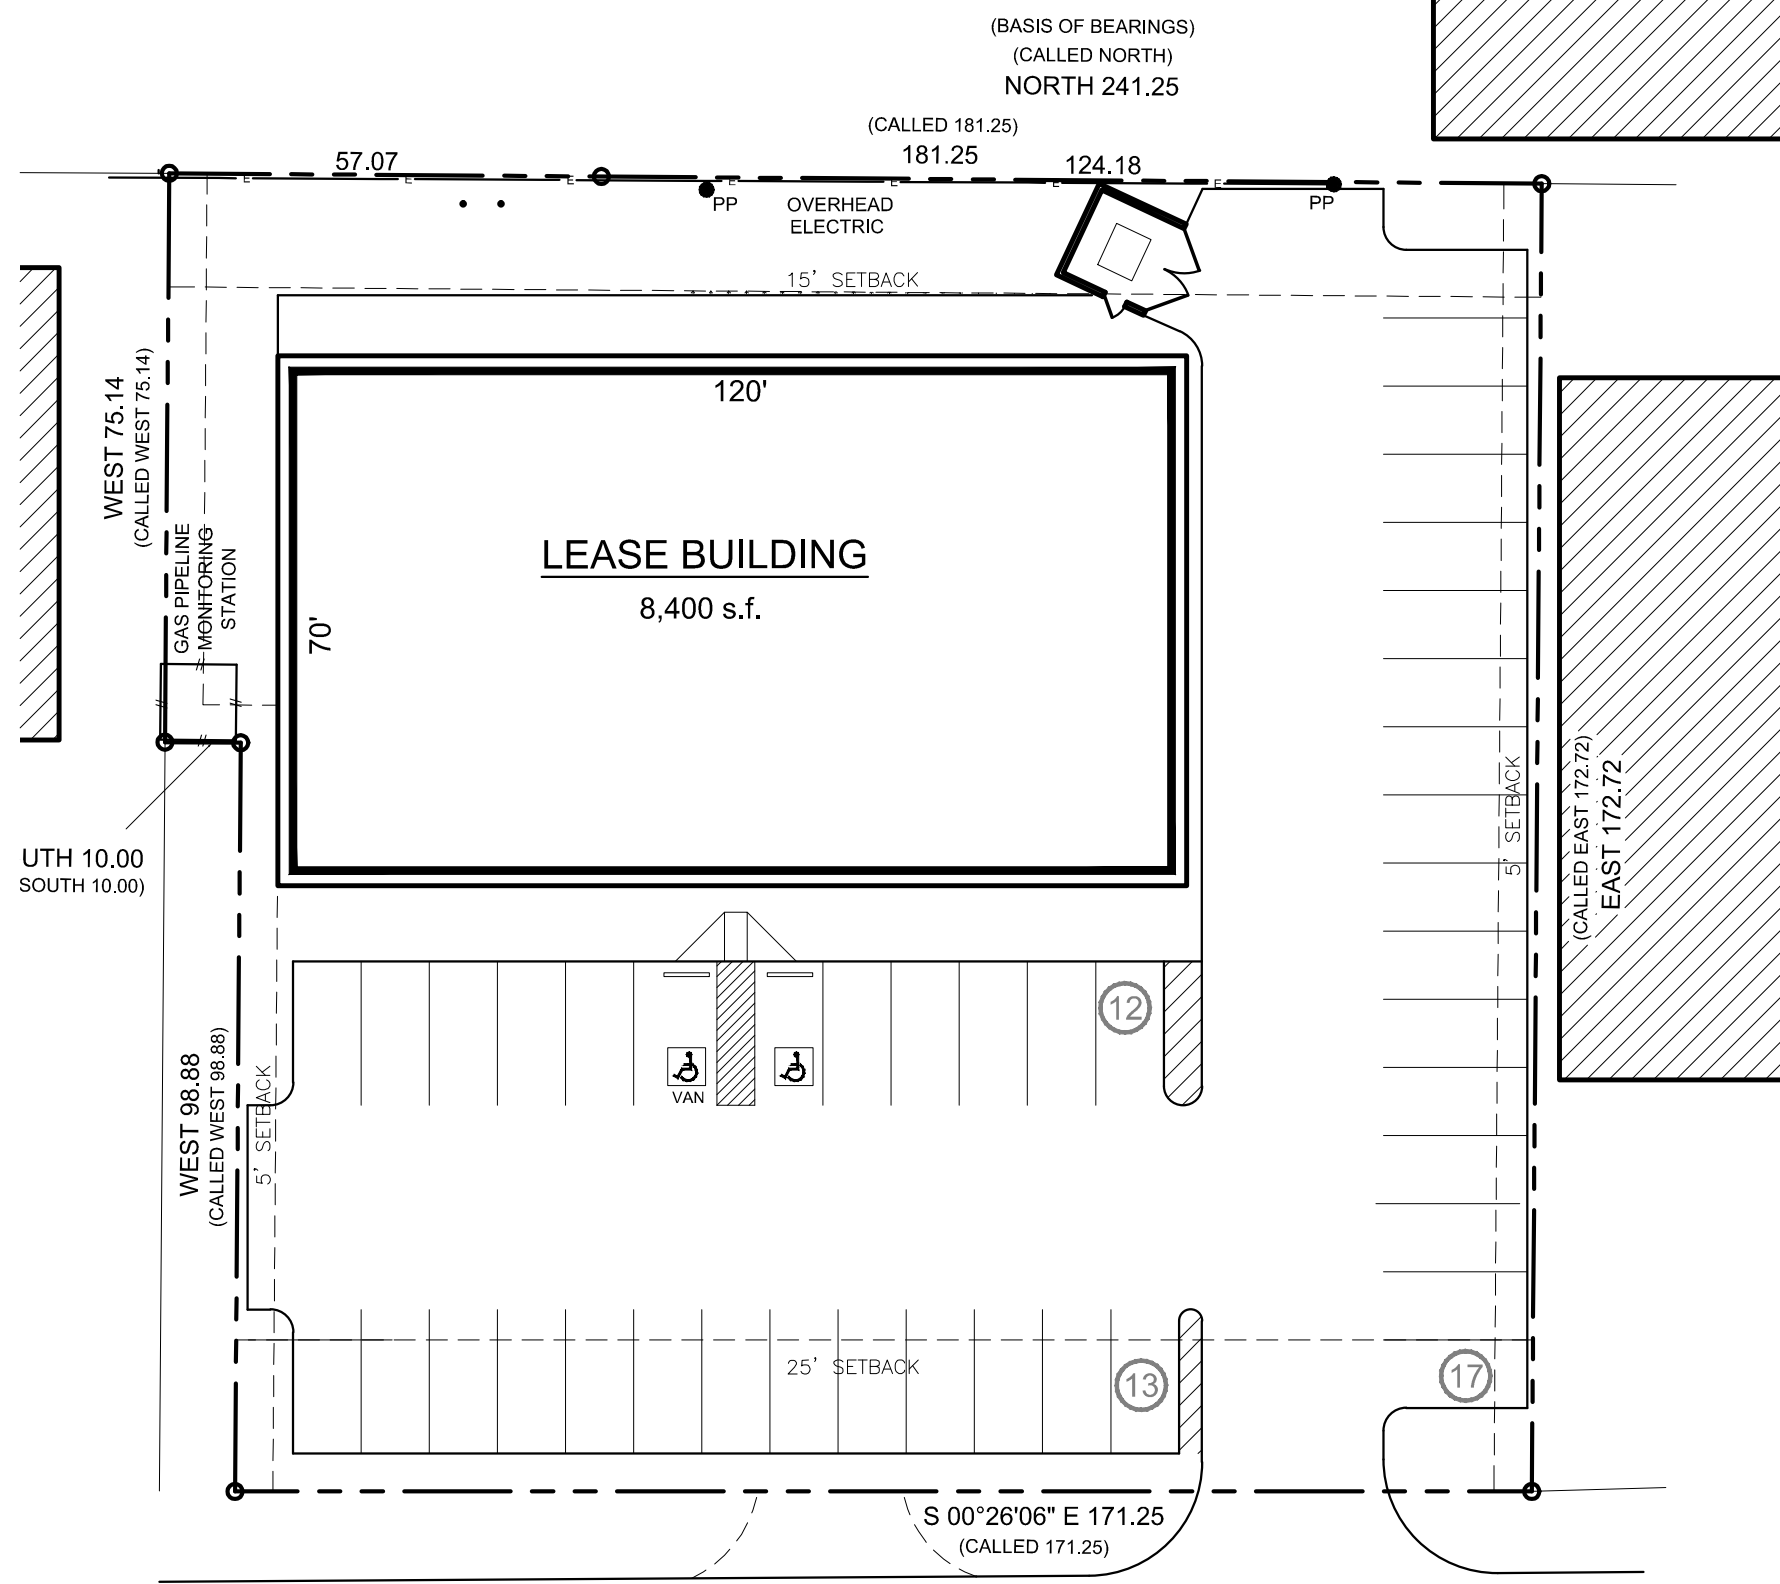 (BASIS OF BEARINGS)
(CALLED NORTH)
NORTH 241.25
(CALLED 181.25)
57.07
181.25
124.18
E
E
E
E
E
E
E
PP
OVERHEAD
ELECTRIC
PP
15' SETBACK
120'
WEST 75.14
(CALLED WEST 75.14)
GAS PIPELINE
MONITORING
STATION
LEASE BUILDING
8,400 s.f.
70'
UTH 10.00
SOUTH 10.00)
5' SETBACK
(CALLED EAST 172.72)
EAST 172.72
12
VAN
WEST 98.88
(CALLED WEST 98.88)
5' SETBACK
25' SETBACK
13
17
S 00°26'06" E 171.25
(CALLED 171.25)